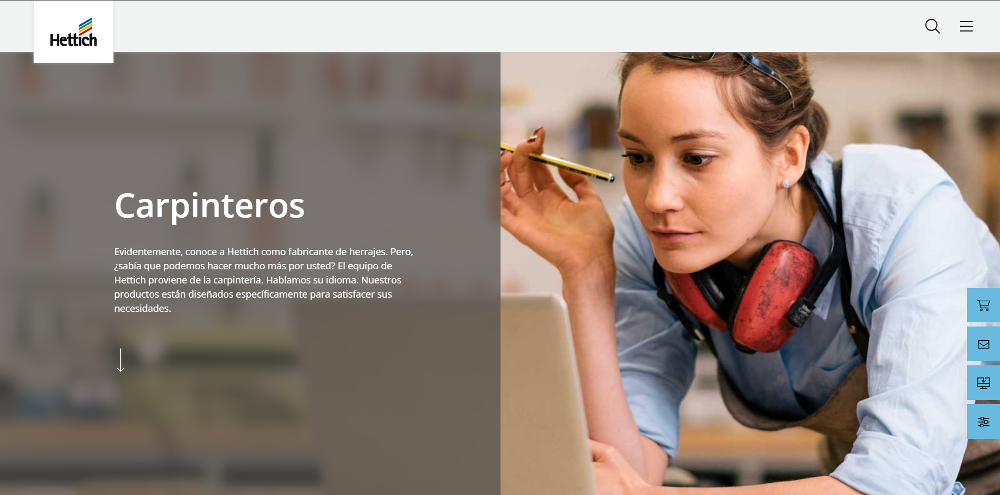 Hettich
Carpinteros
Evidentemente, conoce a Hettich como fabricante de herrajes. Pero,
¿sabía que podemos hacer mucho más por usted? El equipo de
Hettich proviene de la carpintería. Hablamos su idioma. Nuestros
productos están diseñados específicamente para satisfacer sus
necesidades.